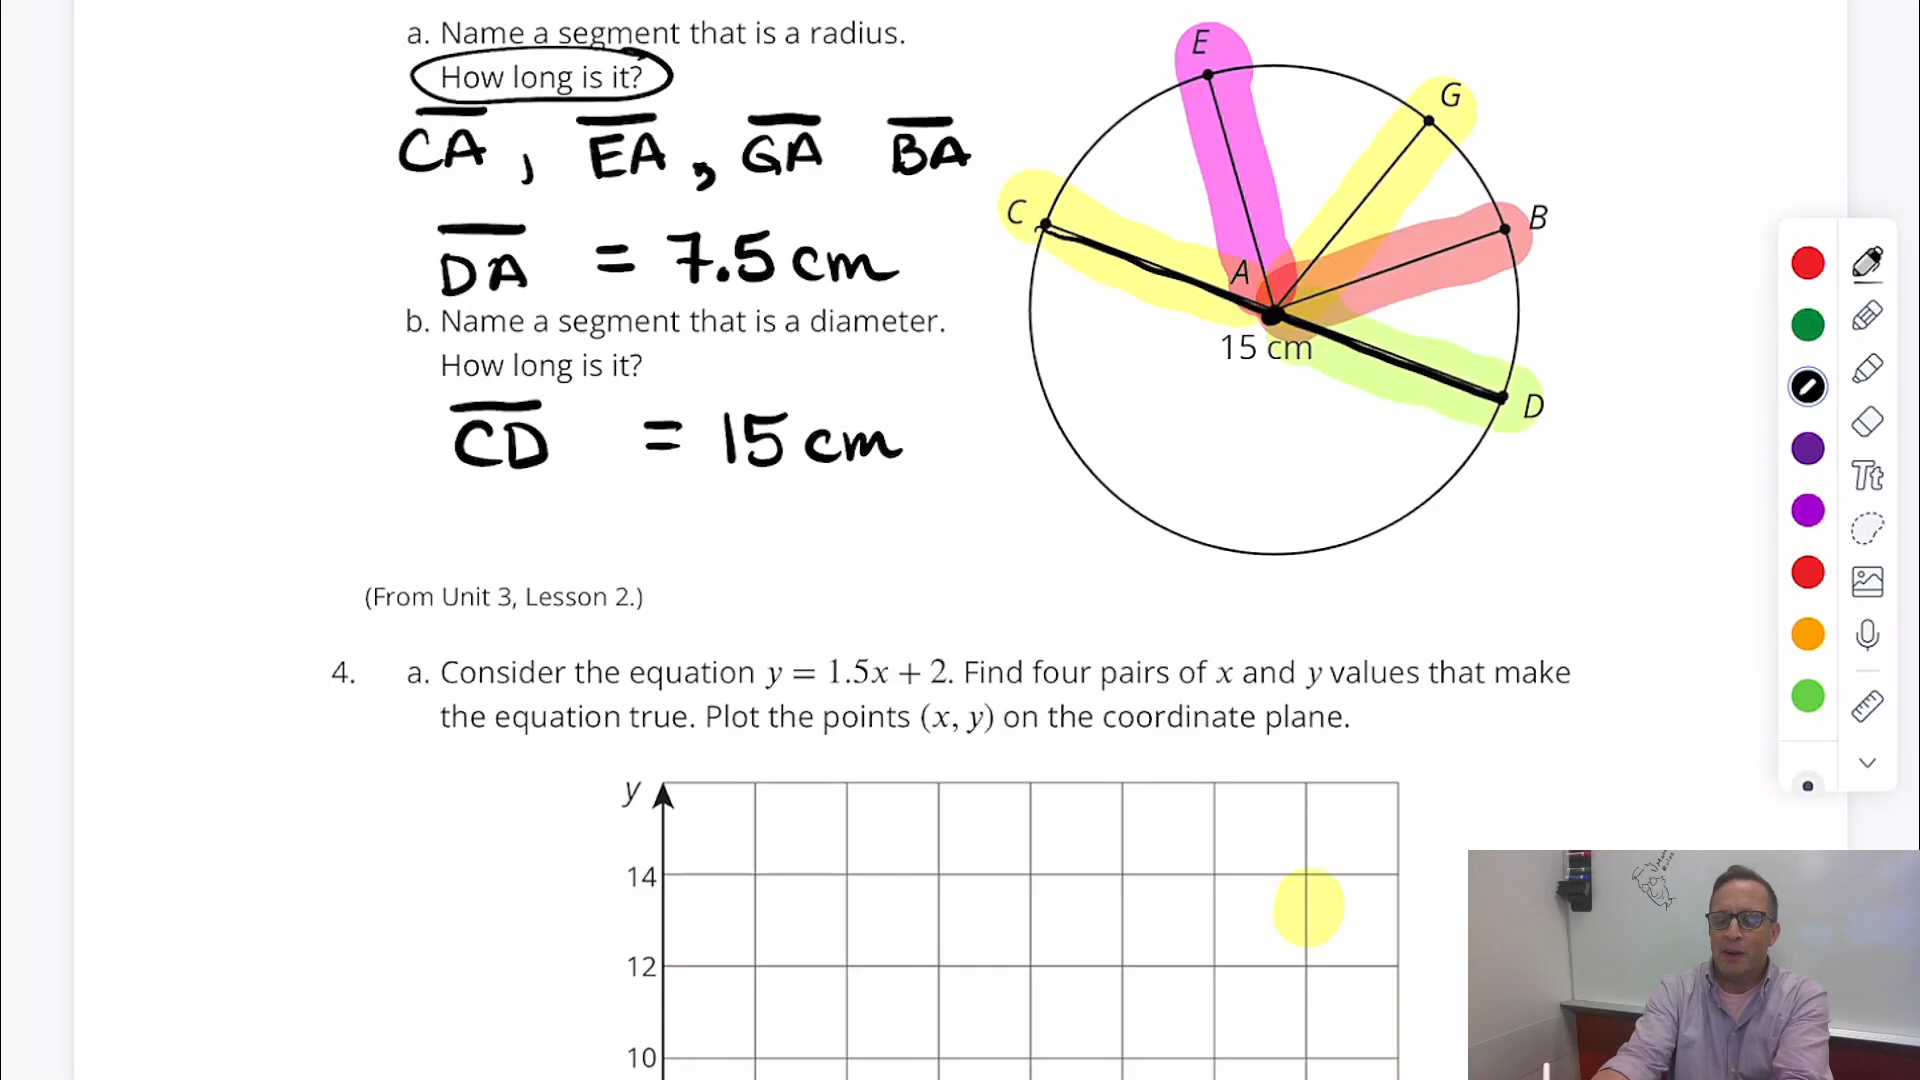 a. Name a segment that is a radius.
How long is it?
CA , EA , GA BA
DA = 7.5 cm
b. Name a segment that is a diameter.
How long is it?
CD = 15 cm
E
G
C
B
A
15 cm
D
(From Unit 3, Lesson 2.)
4. a. Consider the equation y = 1.5x + 2. Find four pairs of x and y values that make
the equation true. Plot the points (x, y) on the coordinate plane.
y
14
12
10
Tt